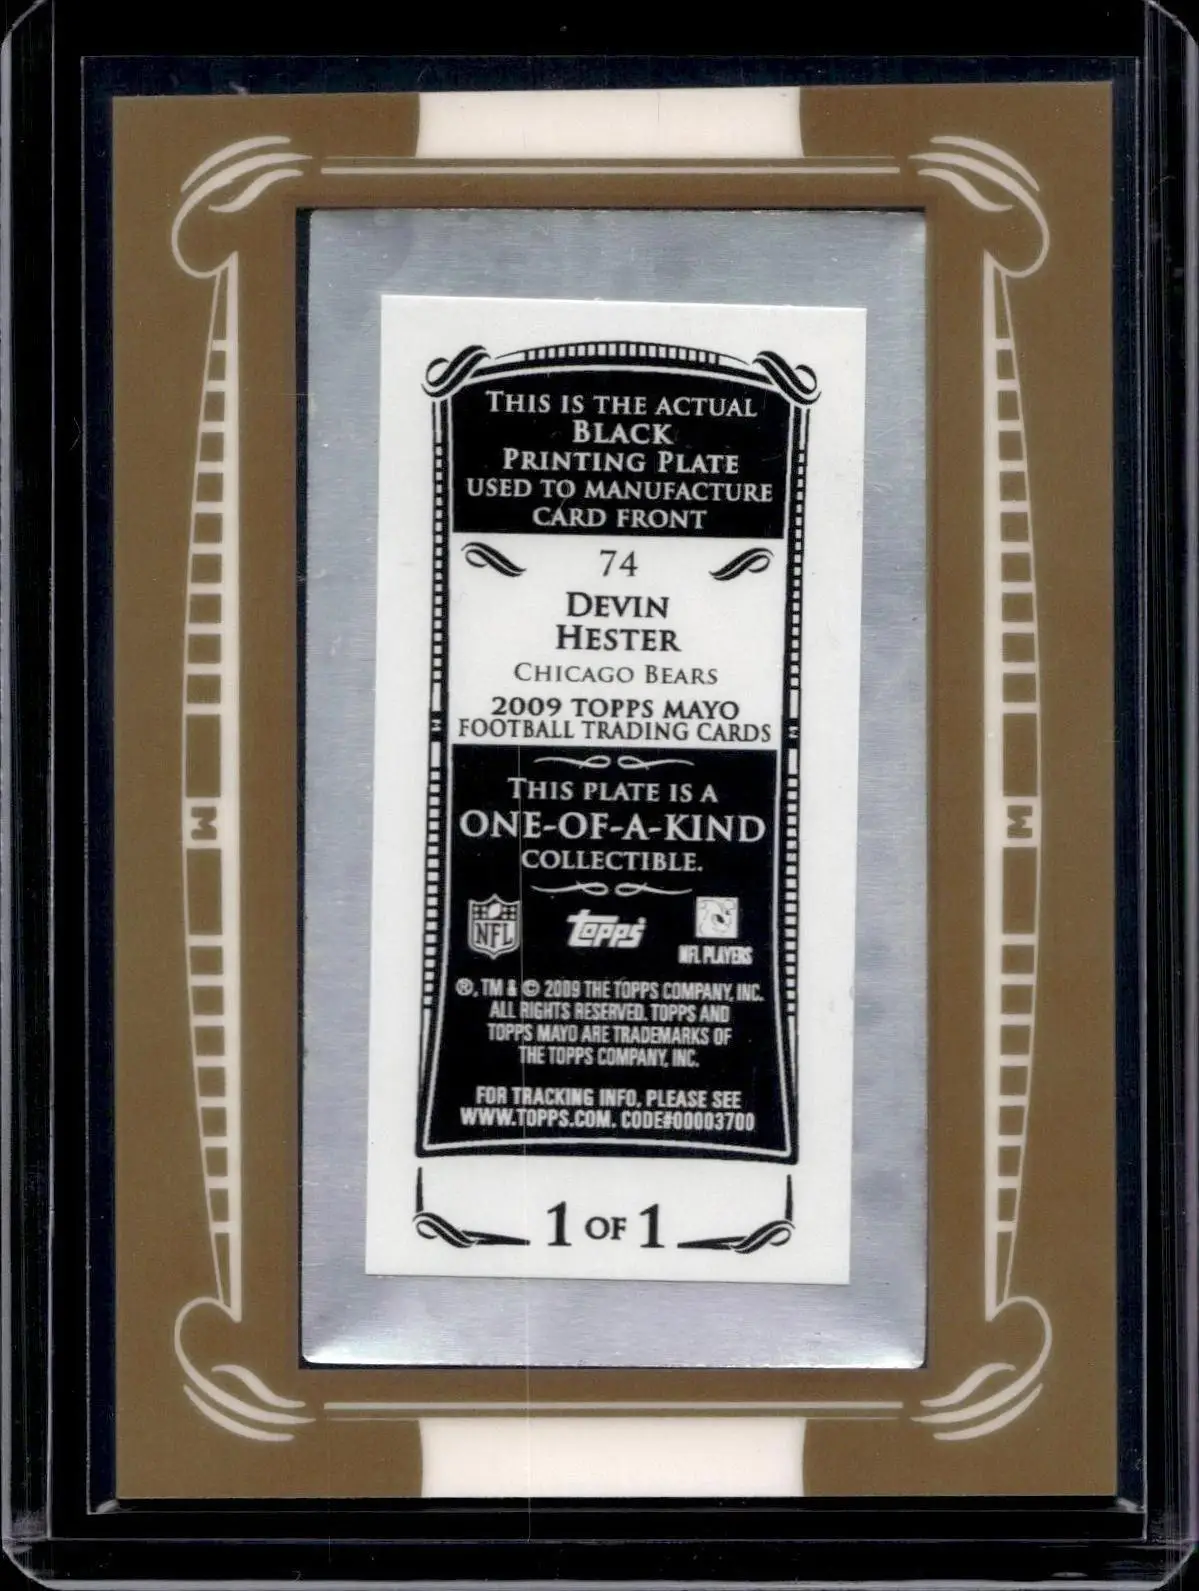 THIS IS THE ACTUAL
BLACK
PRINTING PLATE
USED TO MANUFACTURE
CARD FRONT
74
DEVIN
HESTER
CHICAGO BEARS
2009 TOPPS MAYO
FOOTBALL TRADING CARDS
M
M
M
M
THIS PLATE IS A
ONE-OF-A-KIND
COLLECTIBLE.
NFL
topps
NFL PLAYERS
®, TM & © 2009 THE TOPPS COMPANY, INC.
ALL RIGHTS RESERVED. TOPPS AND
TOPPS MAYO ARE TRADEMARKS OF
THE TOPPS COMPANY, INC.
FOR TRACKING INFO, PLEASE SEE
WWW.TOPPS.COM. CODE#00003700
1 OF 1